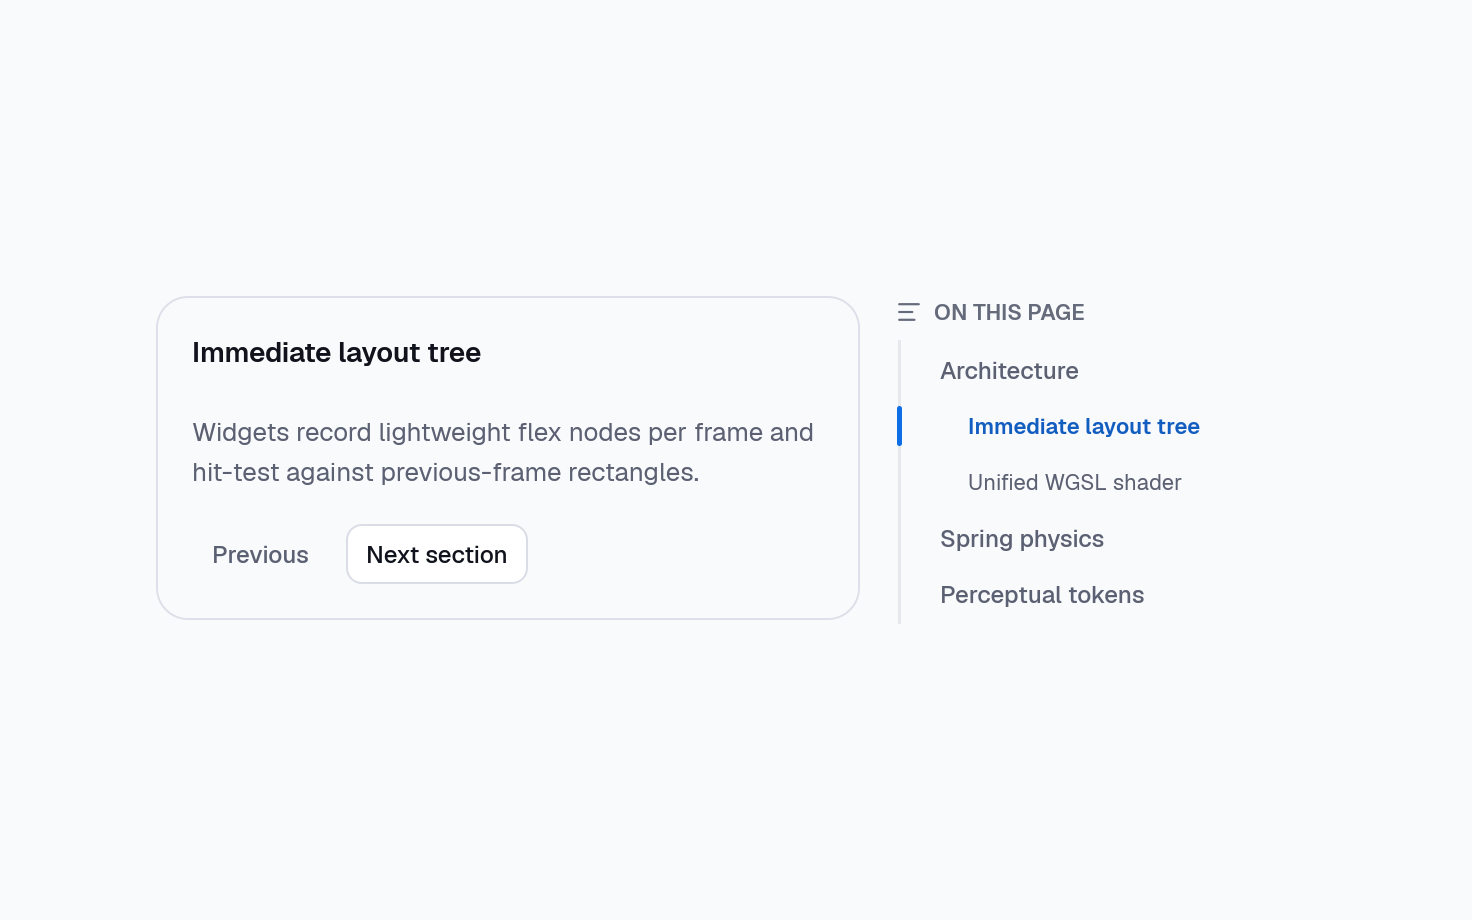 Immediate layout tree
Widgets record lightweight flex nodes per frame and
hit-test against previous-frame rectangles.
Previous
Next section
ON THIS PAGE
Architecture
Immediate layout tree
Unified WGSL shader
Spring physics
Perceptual tokens